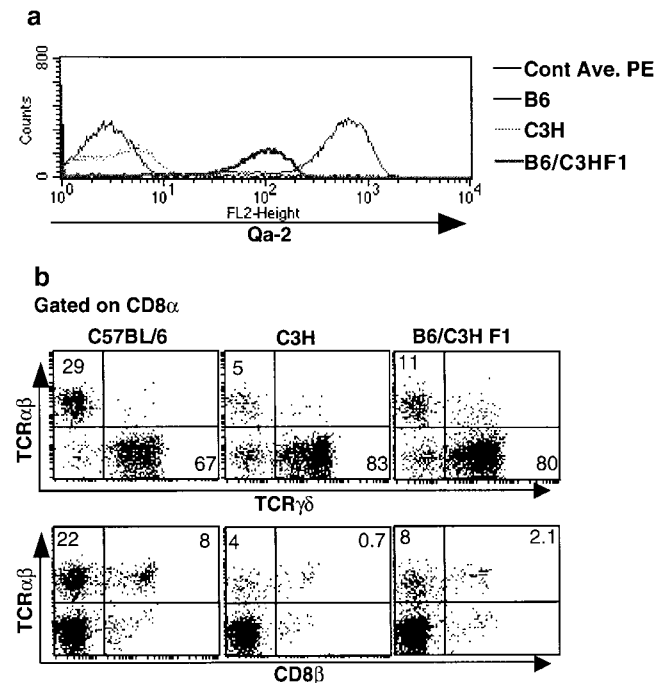 a
800
Counts
0
10^0 10^1 10^2 10^3 10^4
FL2-Height
Qa-2
Cont Ave. PE
B6
C3H
B6/C3HF1
b
Gated on CD8α
C57BL/6 C3H B6/C3H F1
TCRαβ
29 5 11
67 83 80
TCRγδ
TCRαβ
22 8 4 0.7 8 2.1
CD8β